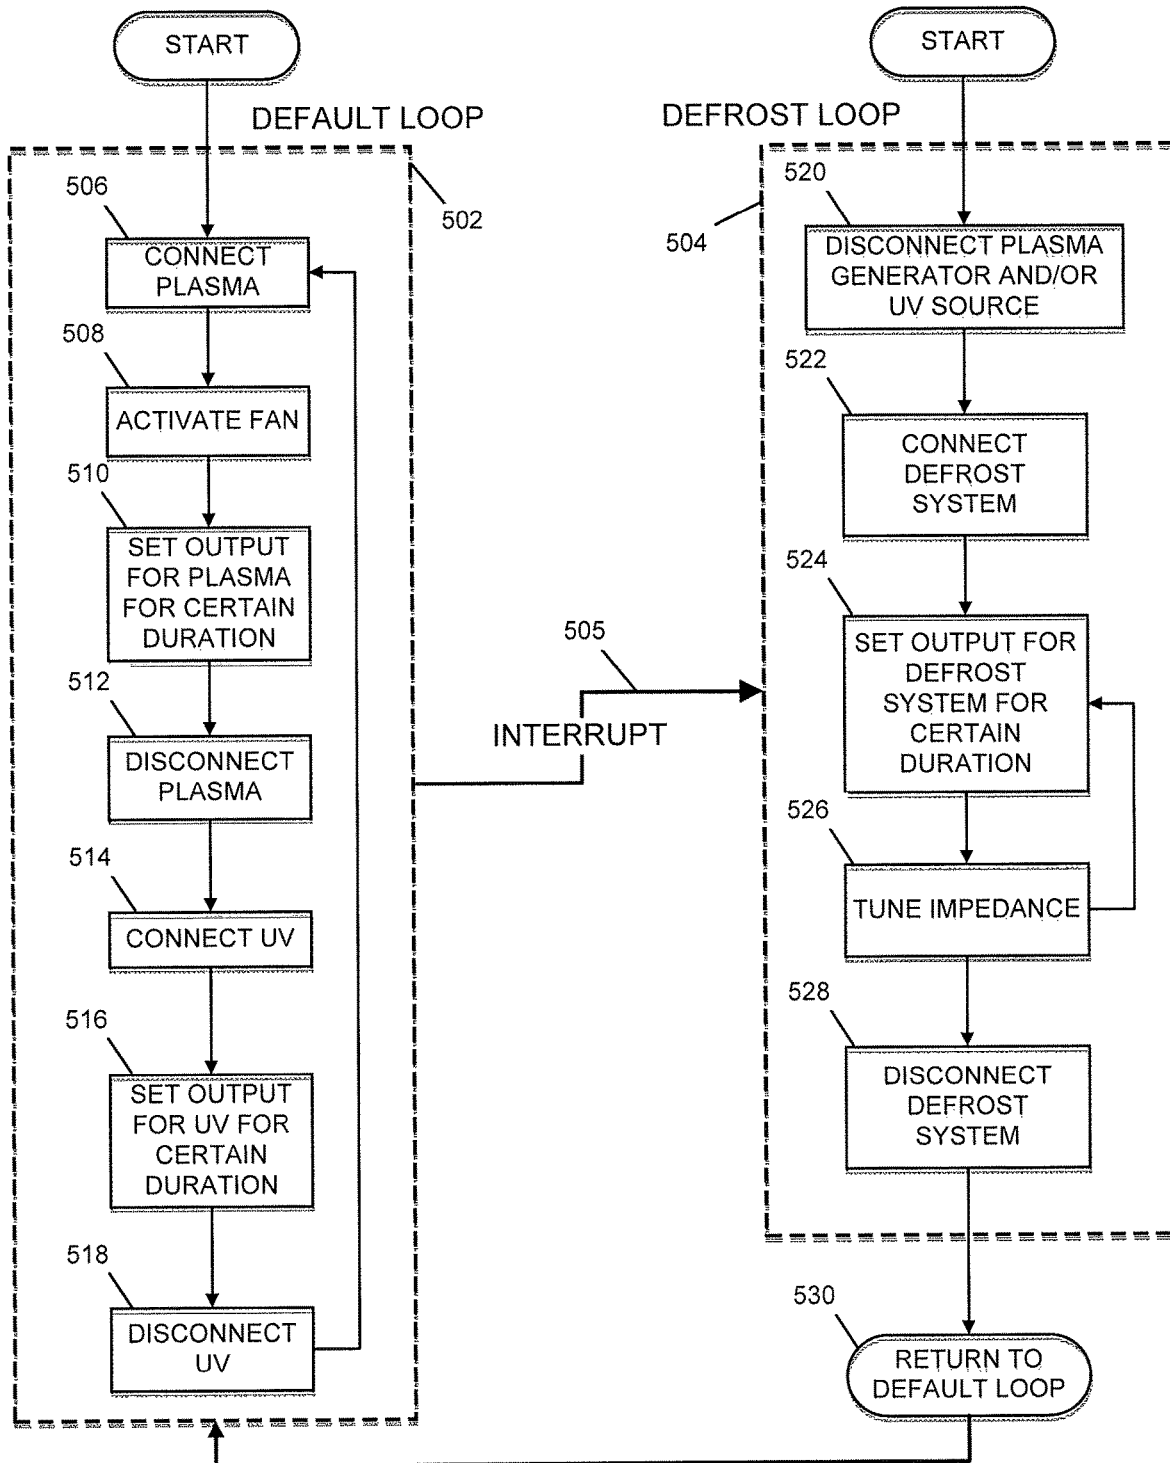 START
DEFAULT LOOP
506
502
CONNECT
PLASMA
508
ACTIVATE FAN
510
SET OUTPUT
FOR PLASMA
FOR CERTAIN
DURATION
512
DISCONNECT
PLASMA
514
CONNECT UV
516
SET OUTPUT
FOR UV FOR
CERTAIN
DURATION
518
DISCONNECT
UV
505
INTERRUPT
START
DEFROST LOOP
520
504
DISCONNECT PLASMA
GENERATOR AND/OR
UV SOURCE
522
CONNECT
DEFROST
SYSTEM
524
SET OUTPUT FOR
DEFROST
SYSTEM FOR
CERTAIN
DURATION
526
TUNE IMPEDANCE
528
DISCONNECT
DEFROST
SYSTEM
530
RETURN TO
DEFAULT LOOP